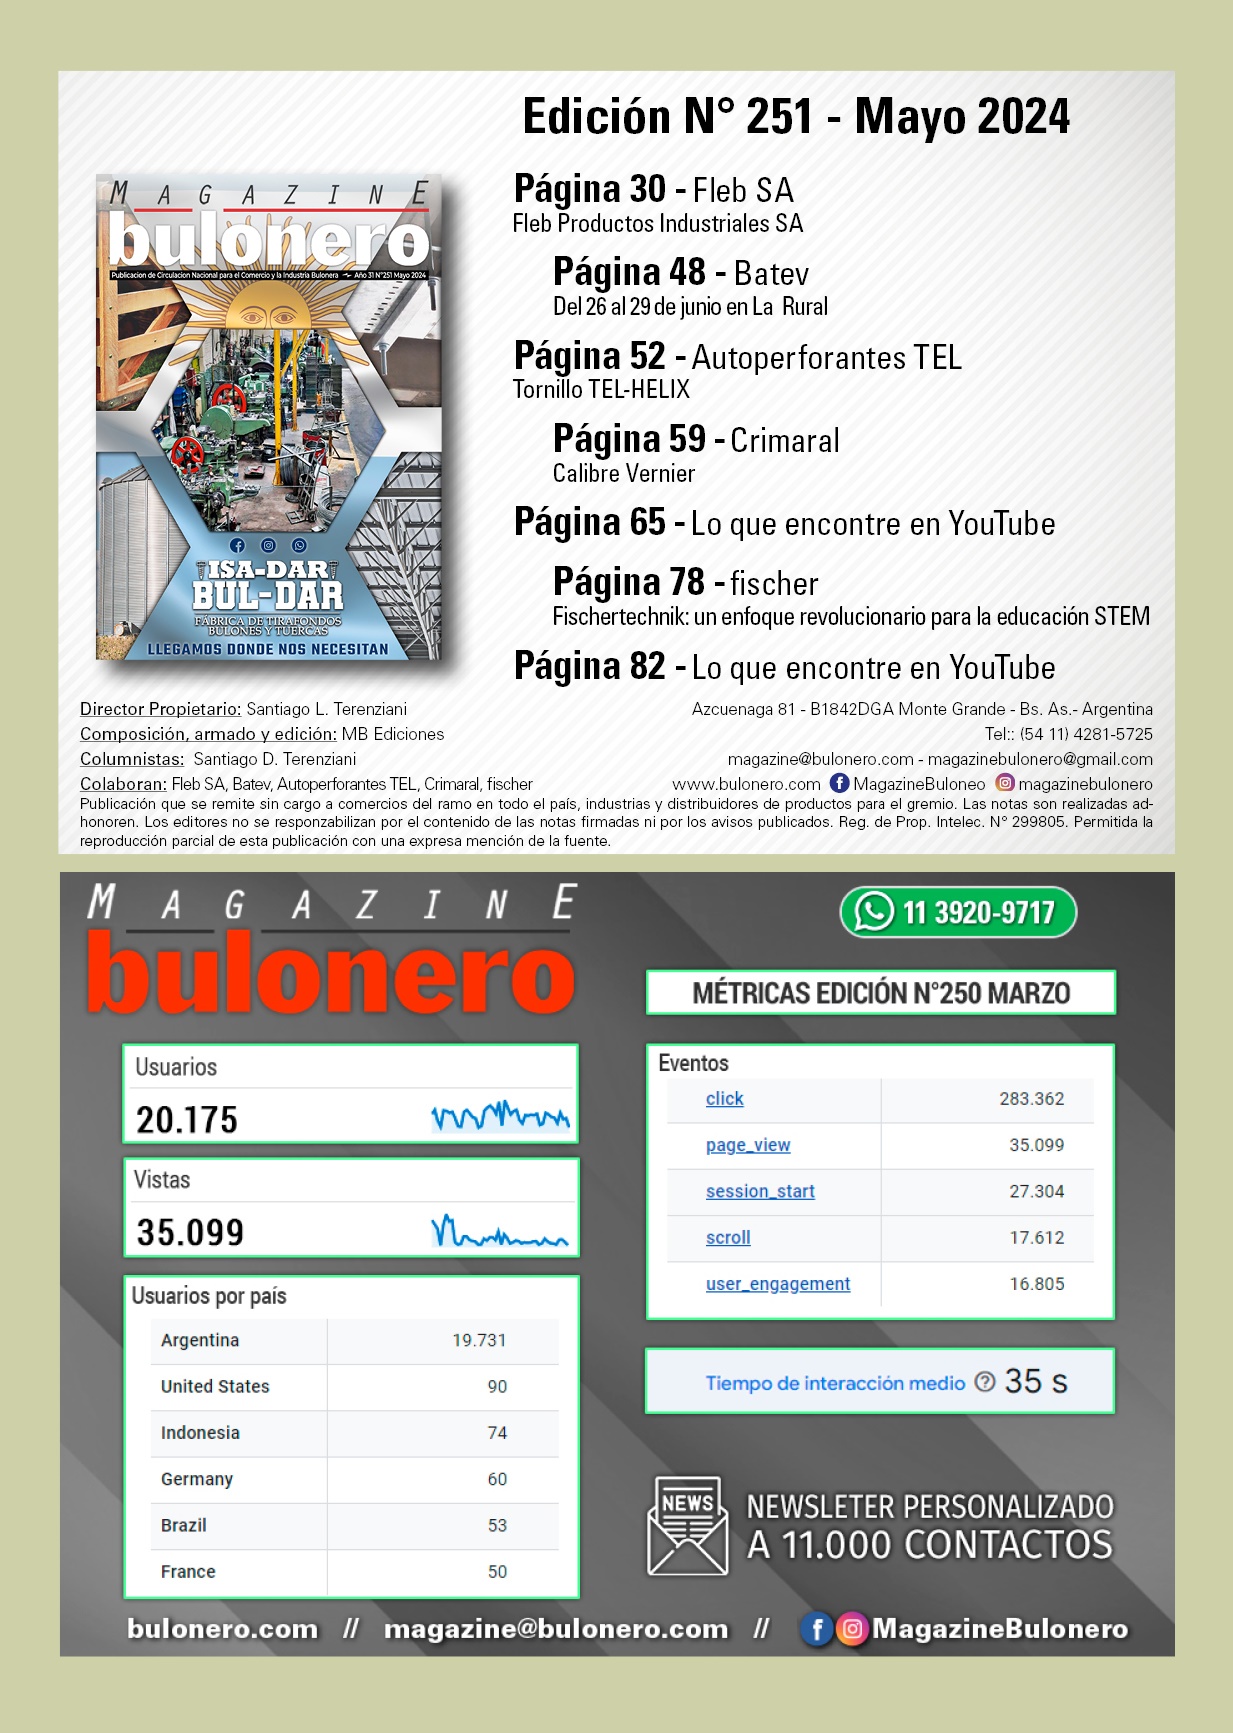 Edición N° 251 - Mayo 2024
MAGAZINE
bulonero
Publicacion de Circulacion Nacional para el Comercio y la Industria Bulonera Año 31 N°251 Mayo 2024
ISA-DAR
BUL-DAR
FÁBRICA DE TIRAFONDOS
BULONES Y TUERCAS
LLEGAMOS DONDE NOS NECESITAN
Página 30 - Fleb SA
Fleb Productos Industriales SA
Página 48 - Batev
Del 26 al 29 de junio en La Rural
Página 52 - Autoperforantes TEL
Tornillo TEL-HELIX
Página 59 - Crimaral
Calibre Vernier
Página 65 - Lo que encontre en YouTube
Página 78 - fischer
Fischertechnik: un enfoque revolucionario para la educación STEM
Página 82 - Lo que encontre en YouTube
Director Propietario: Santiago L. Terenziani
Composición, armado y edición: MB Ediciones
Columnistas: Santiago D. Terenziani
Colaboran: Fleb SA, Batev, Autoperforantes TEL, Crimaral, fischer
Azcuenaga 81 - B1842DGA Monte Grande - Bs. As.- Argentina
Tel:: (54 11) 4281-5725
magazine@bulonero.com - magazinebulonero@gmail.com
www.bulonero.com MagazineBuloneo magazinebulonero
Publicación que se remite sin cargo a comercios del ramo en todo el país, industrias y distribuidores de productos para el gremio. Las notas son realizadas ad-
honoren. Los editores no se responzabilizan por el contenido de las notas firmadas ni por los avisos publicados. Reg. de Prop. Intelec. N° 299805. Permitida la
reproducción parcial de esta publicación con una expresa mención de la fuente.
MAGAZINE
bulonero
11 3920-9717
MÉTRICAS EDICIÓN N°250 MARZO
Usuarios
20.175
Vistas
35.099
Usuarios por país
Argentina 19.731
United States 90
Indonesia 74
Germany 60
Brazil 53
France 50
Eventos
click 283.362
page_view 35.099
session_start 27.304
scroll 17.612
user_engagement 16.805
Tiempo de interacción medio 35 s
NEWS
NEWSLETER PERSONALIZADO
A 11.000 CONTACTOS
bulonero.com // magazine@bulonero.com // MagazineBulonero